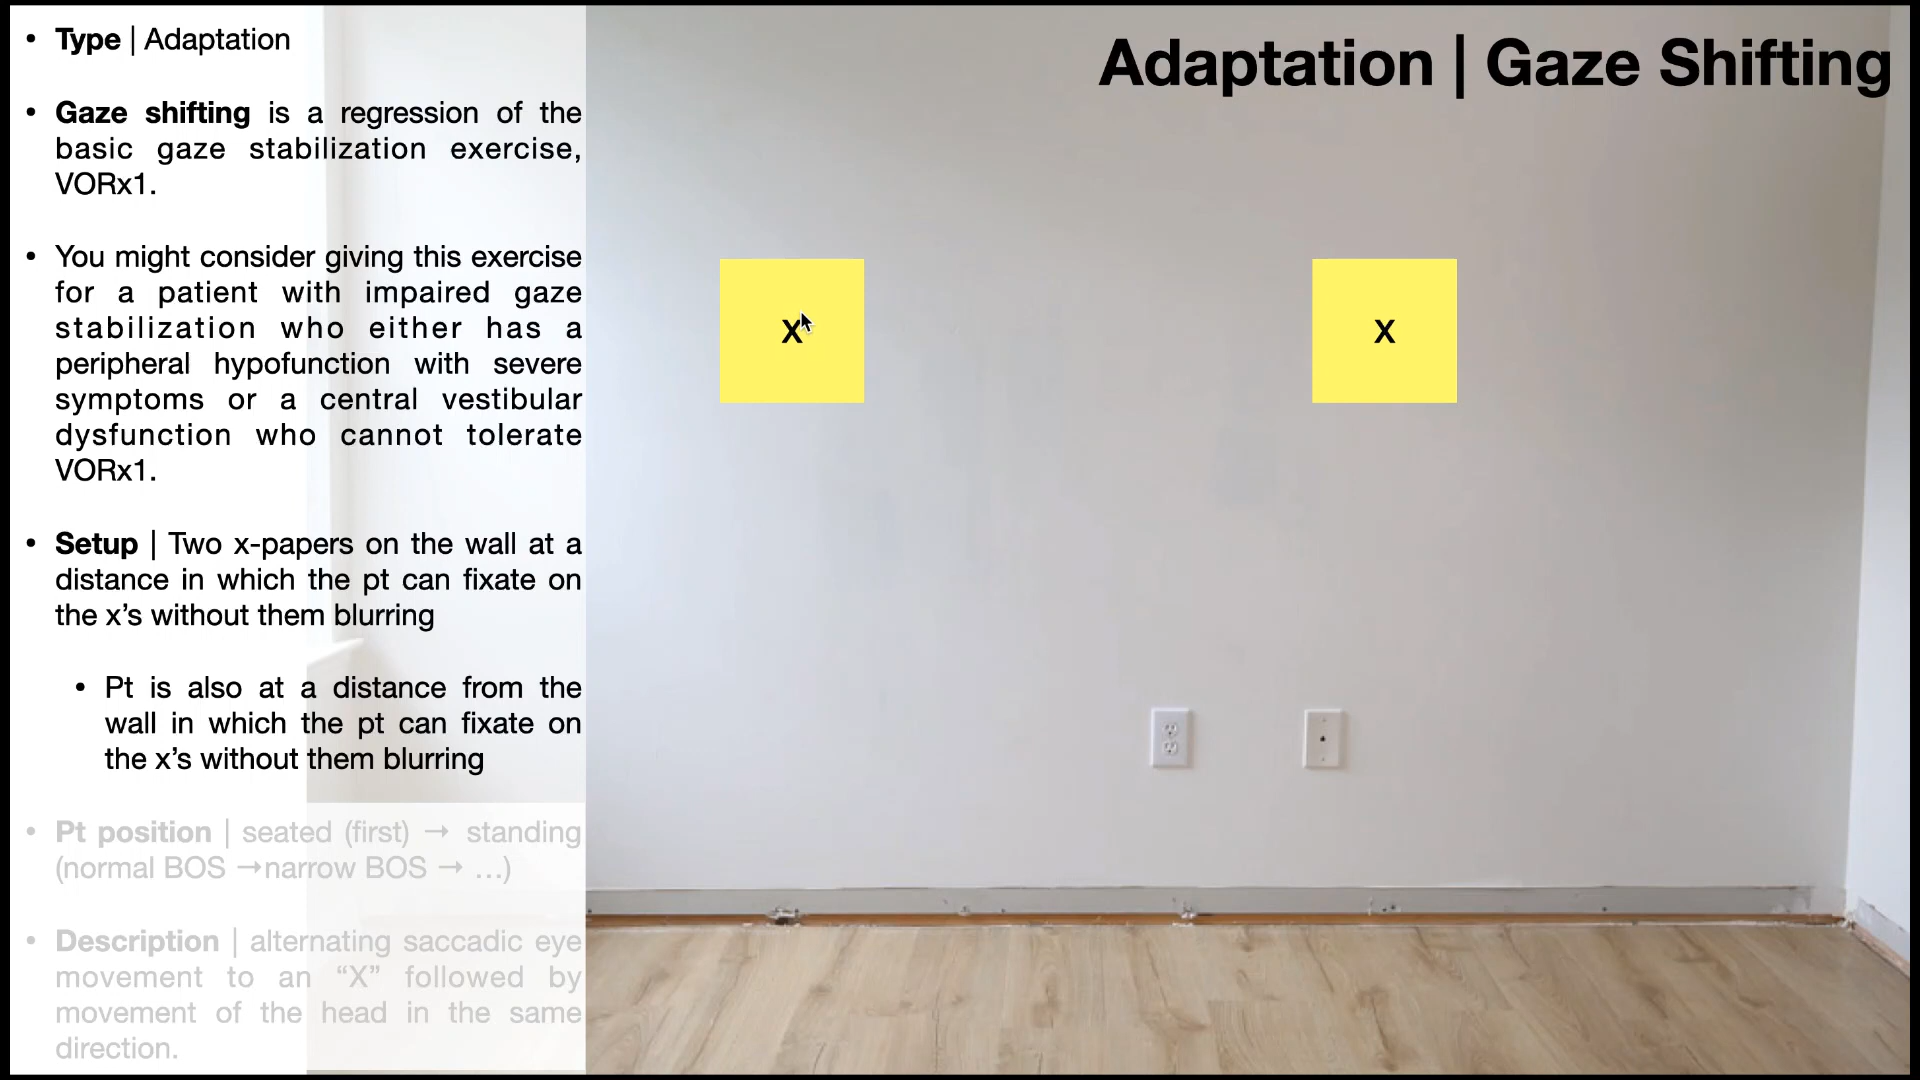 Adaptation | Gaze Shifting
• Type | Adaptation
• Gaze shifting is a regression of the
basic gaze stabilization exercise,
VORx1.
• You might consider giving this exercise
for a patient with impaired gaze
stabilization who either has a
peripheral hypofunction with severe
symptoms or a central vestibular
dysfunction who cannot tolerate
VORx1.
• Setup | Two x-papers on the wall at a
distance in which the pt can fixate on
the x’s without them blurring
• Pt is also at a distance from the
wall in which the pt can fixate on
the x’s without them blurring
• Pt position | seated (first) → standing
(normal BOS →narrow BOS → …)
• Description | alternating saccadic eye
movement to an “X” followed by
movement of the head in the same
direction.
X
X